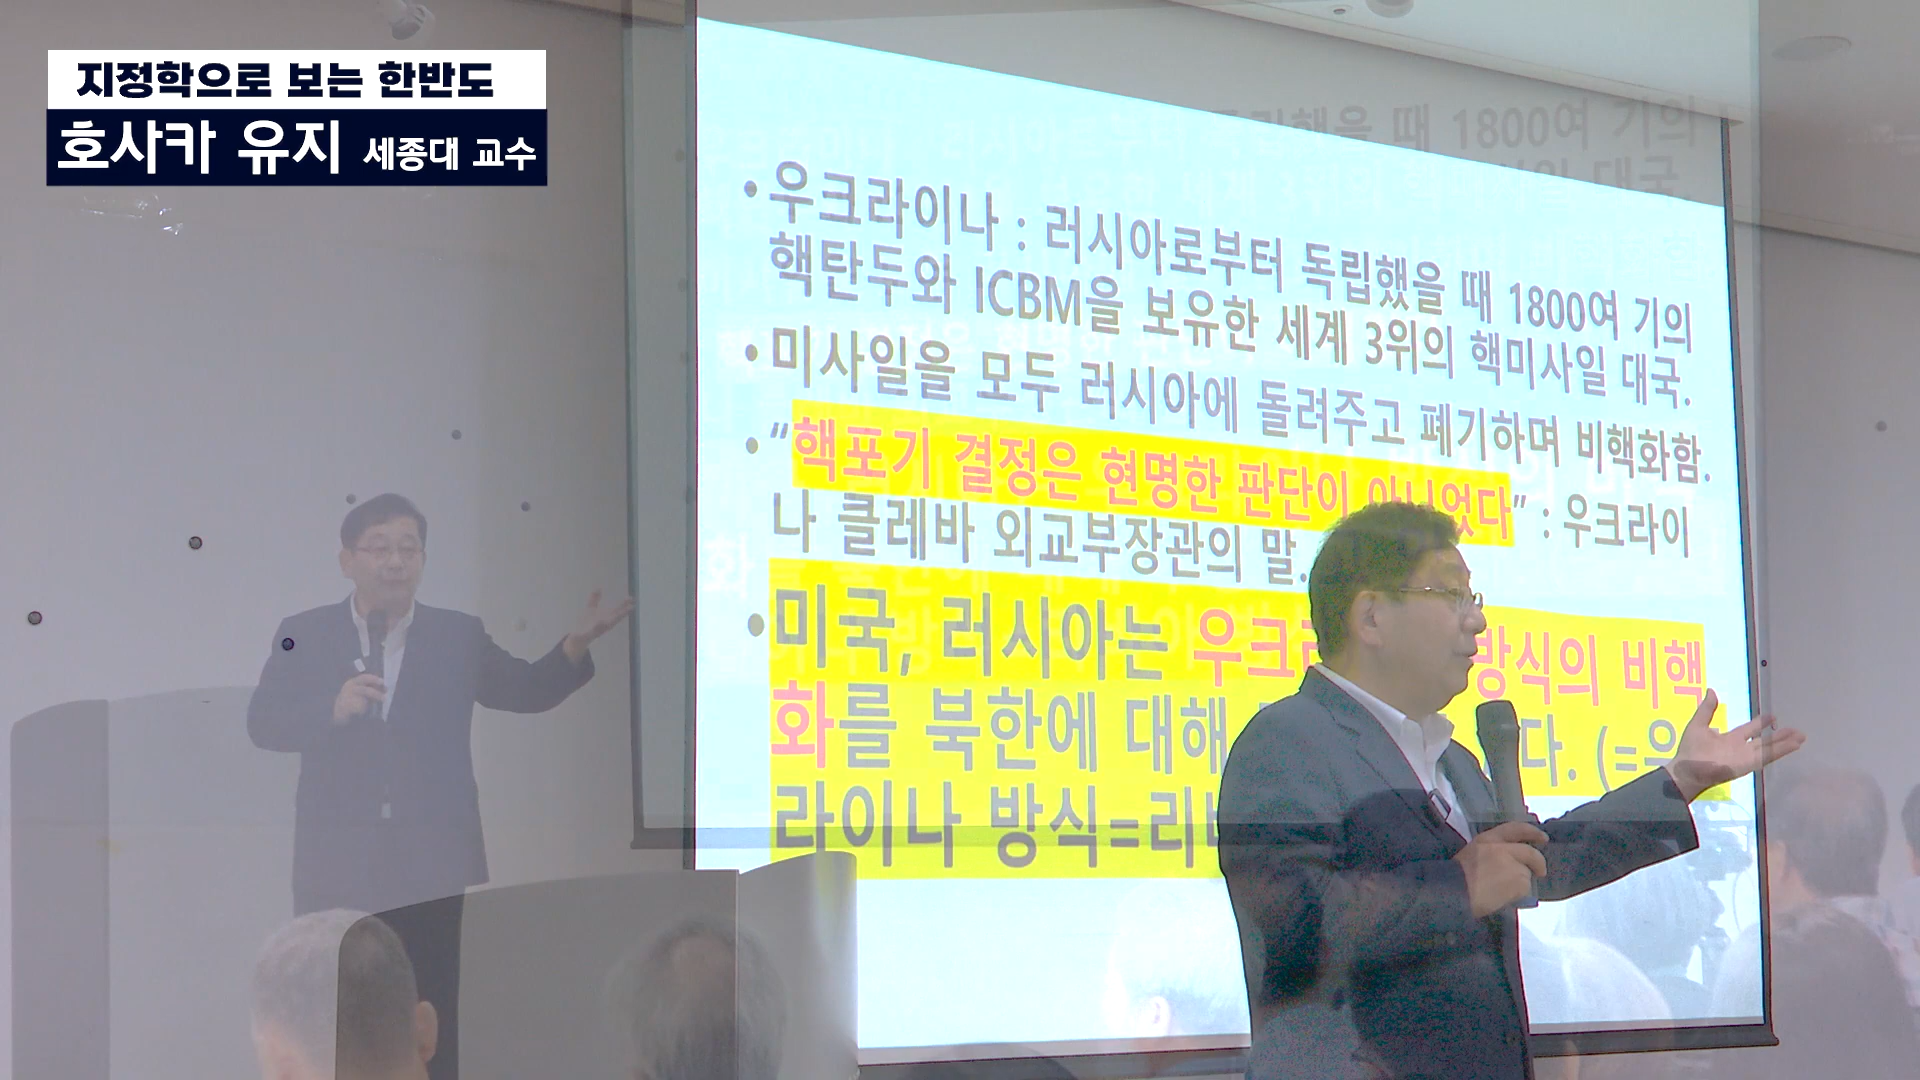 지정학으로 보는 한반도
호사카 유지 세종대 교수
•우크라이나 : 러시아로부터 독립했을 때 1800여 기의
핵탄두와 ICBM을 보유한 세계 3위의 핵미사일 대국.
•미사일을 모두 러시아에 돌려주고 폐기하며 비핵화함.
•“핵포기 결정은 현명한 판단이 아니었다” : 우크라이
나 클레바 외교부장관의 말.
•미국, 러시아는 방식의 비핵
화를 북한에 대해
라이나 방식=